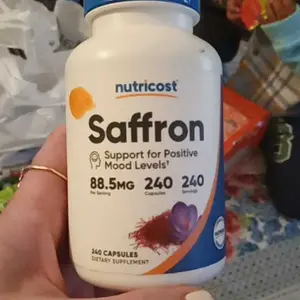 nutricost®
Saffron
Support for Positive
Mood Levels†
88.5MG 240 240
Per Serving Capsules Servings
240 CAPSULES
DIETARY SUPPLEMENT